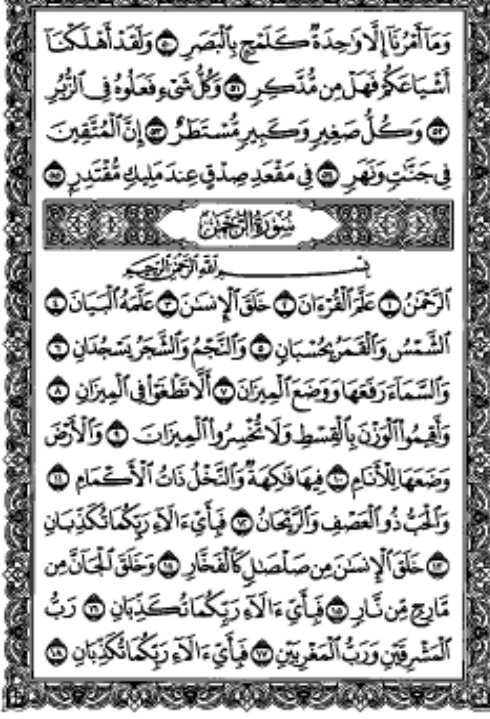 وَمَآ أَمْرُنَآ إِلَّا وَٰحِدَةٌ كَلَمْحٍۭ بِٱلْبَصَرِ ٥٠ وَلَقَدْ أَهْلَكْنَآ
أَشْيَاعَكُمْ فَهَلْ مِن مُّدَّكِرٍ ٥١ وَكُلُّ شَىْءٍ فَعَلُوهُ فِى ٱلزُّبُرِ
٥٢ وَكُلُّ صَغِيرٍ وَكَبِيرٍ مُّسْتَطَرٌ ٥٣ إِنَّ ٱلْمُتَّقِينَ
فِى جَنَّٰتٍ وَنَهَرٍ ٥٤ فِى مَقْعَدِ صِدْقٍ عِندَ مَلِيكٍ مُّقْتَدِرٍۭ ٥٥
سُورَةُ الرَّحْمَٰن
بِسْمِ ٱللَّهِ ٱلرَّحْمَٰنِ ٱلرَّحِيمِ
ٱلرَّحْمَٰنُ ١ عَلَّمَ ٱلْقُرْءَانَ ٢ خَلَقَ ٱلْإِنسَٰنَ ٣ عَلَّمَهُ ٱلْبَيَانَ ٤
ٱلشَّمْسُ وَٱلْقَمَرُ بِحُسْبَانٍ ٥ وَٱلنَّجْمُ وَٱلشَّجَرُ يَسْجُدَانِ ٦
وَٱلسَّمَآءَ رَفَعَهَا وَوَضَعَ ٱلْمِيزَانَ ٧ أَلَّا تَطْغَوْا۟ فِى ٱلْمِيزَانِ ٨
وَأَقِيمُوا۟ ٱلْوَزْنَ بِٱلْقِسْطِ وَلَا تُخْسِرُوا۟ ٱلْمِيزَانَ ٩ وَٱلْأَرْضَ
وَضَعَهَا لِلْأَنَامِ ١٠ فِيهَا فَٰكِهَةٌ وَٱلنَّخْلُ ذَاتُ ٱلْأَكْمَامِ ١١
وَٱلْحَبُّ ذُو ٱلْعَصْفِ وَٱلرَّيْحَانُ ١٢ فَبِأَىِّ ءَالَآءِ رَبِّكُمَا تُكَذِّبَانِ
١٣ خَلَقَ ٱلْإِنسَٰنَ مِن صَلْصَٰلٍ كَٱلْفَخَّارِ ١٤ وَخَلَقَ ٱلْجَآنَّ مِن
مَّارِجٍ مِّن نَّارٍ ١٥ فَبِأَىِّ ءَالَآءِ رَبِّكُمَا تُكَذِّبَانِ ١٦ رَبُّ
ٱلْمَشْرِقَيْنِ وَرَبُّ ٱلْمَغْرِبَيْنِ ١٧ فَبِأَىِّ ءَالَآءِ رَبِّكُمَا تُكَذِّبَانِ ١٨